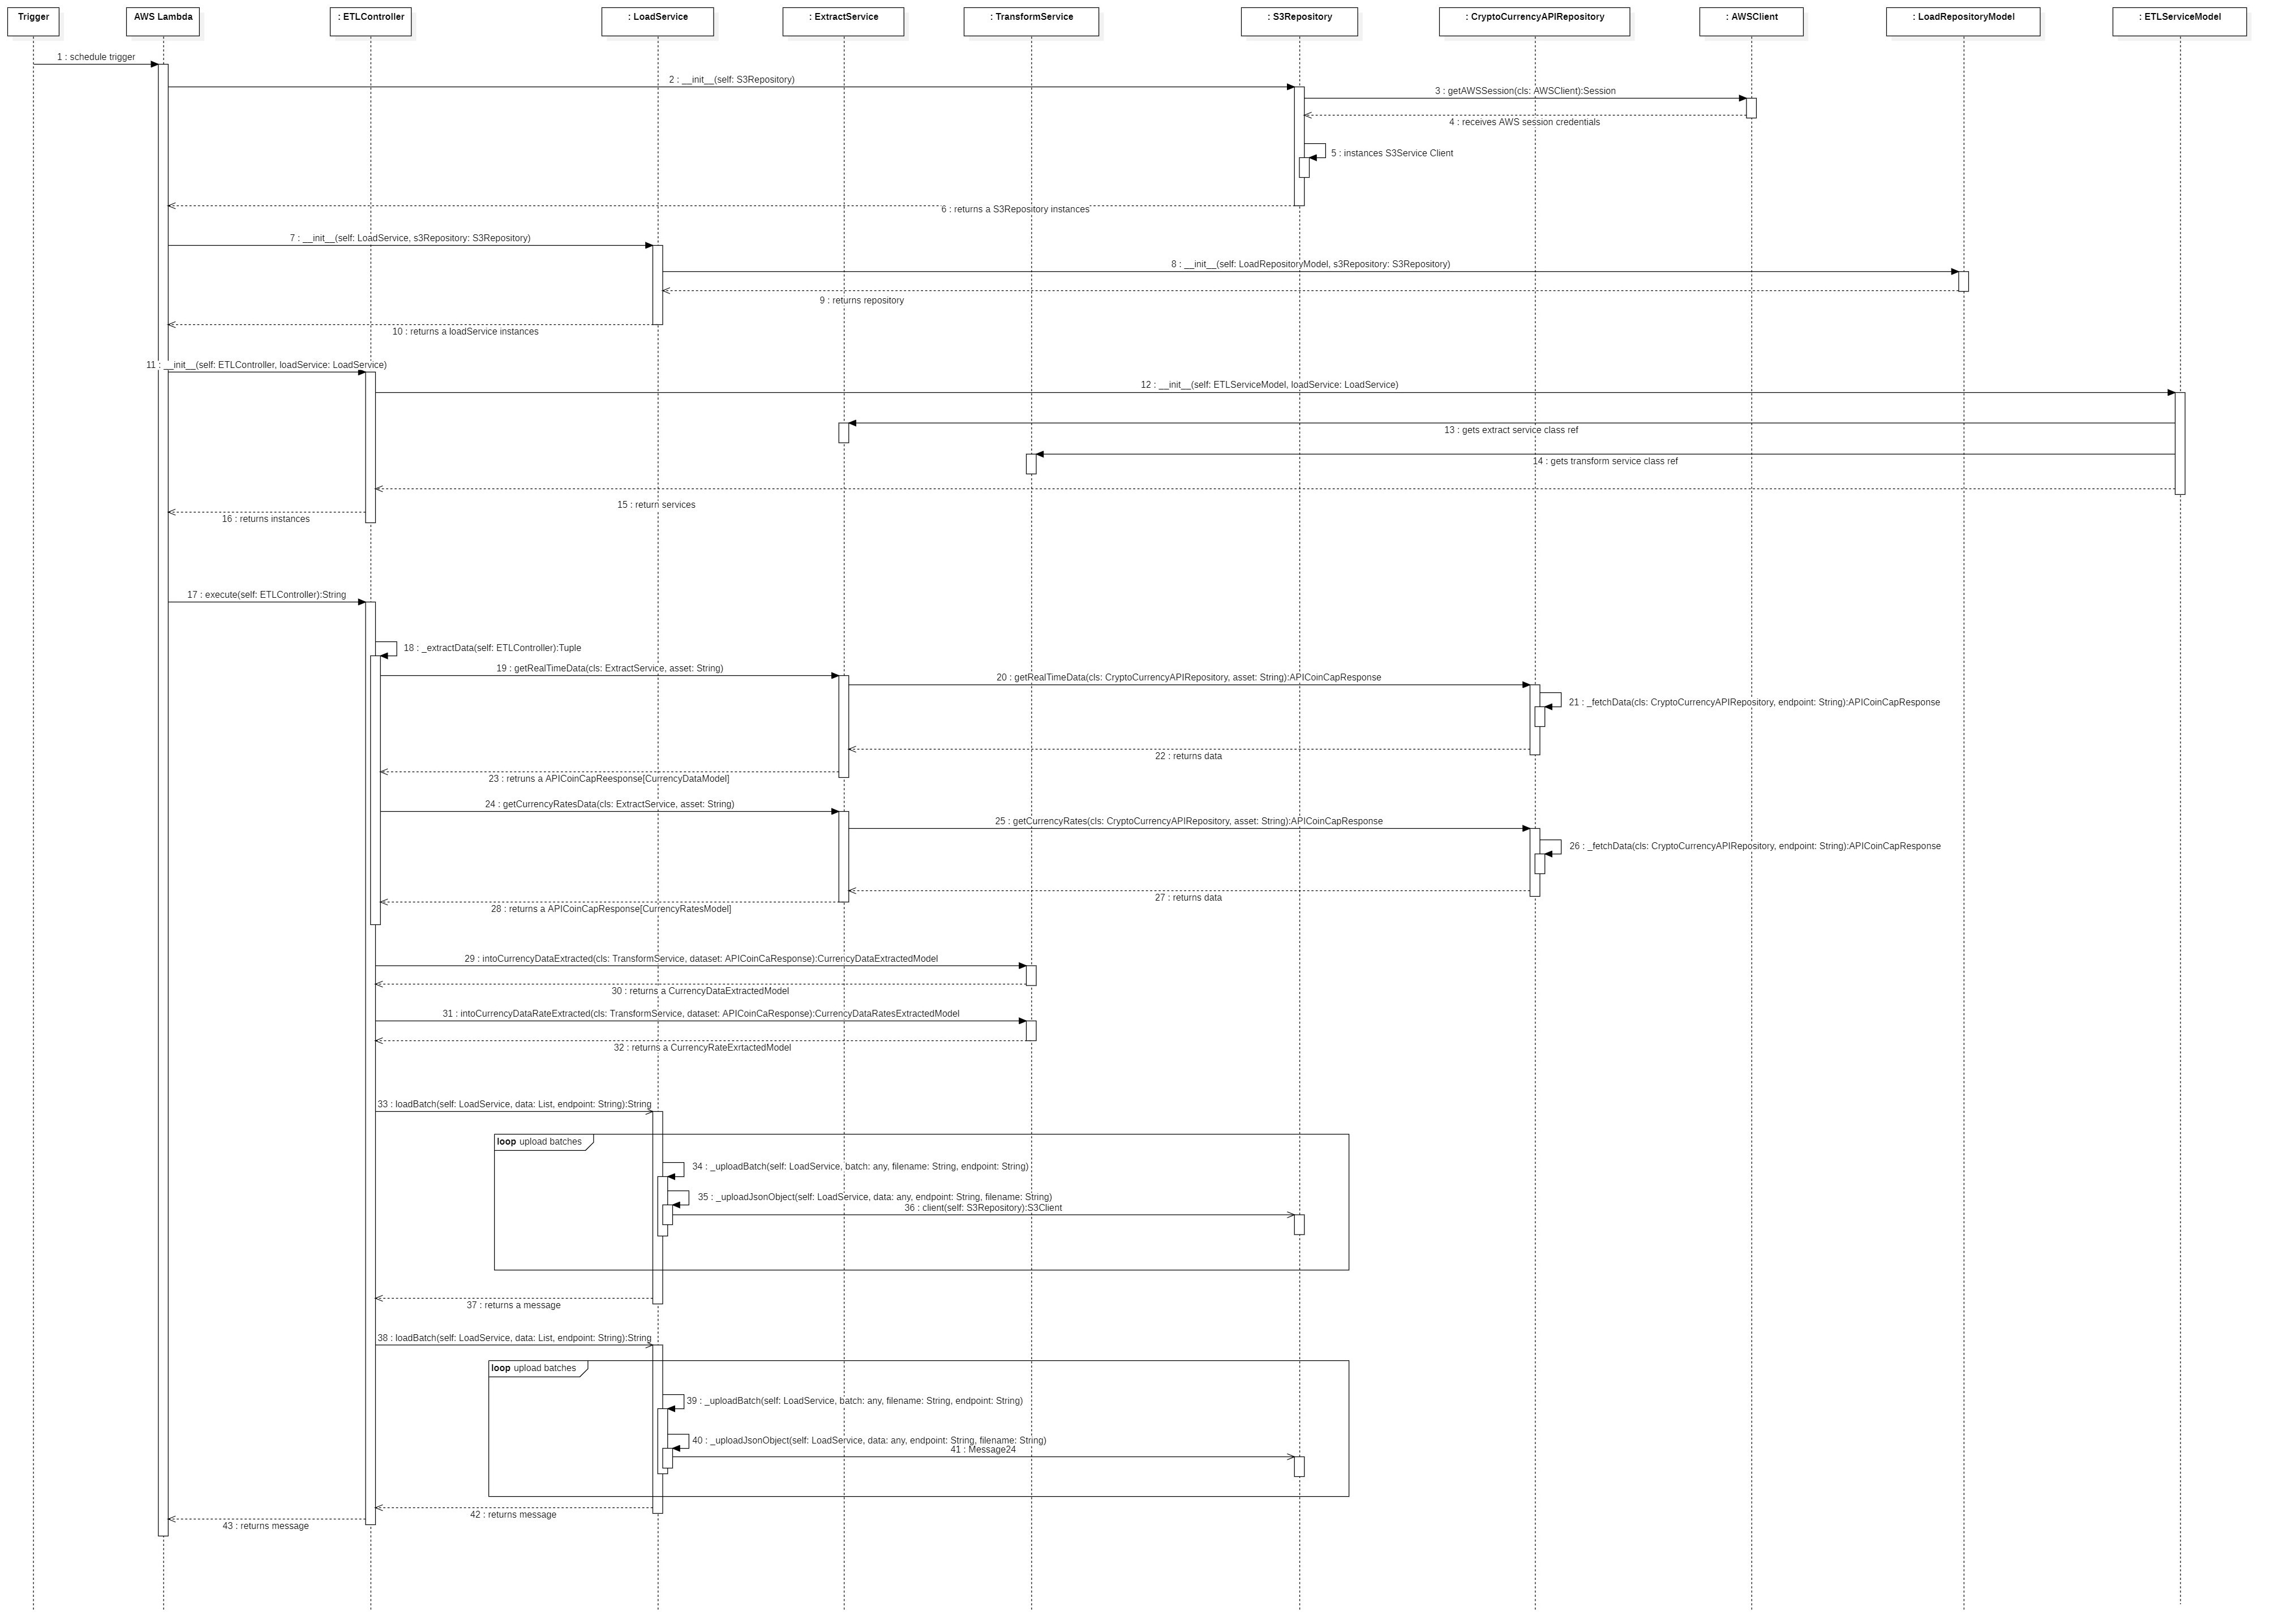 Trigger
AWS Lambda
: ETLController
: LoadService
: ExtractService
: TransformService
: S3Repository
: CryptoCurrencyAPIRepository
: AWSClient
: LoadRepositoryModel
: ETLServiceModel
1 : schedule trigger
2 : __init__(self: S3Repository)
3 : getAWSSession(cls: AWSClient):Session
4 : receives AWS session credentials
5 : instances S3Service Client
6 : returns a S3Repository instances
7 : __init__(self: LoadService, s3Repository: S3Repository)
8 : __init__(self: LoadRepositoryModel, s3Repository: S3Repository)
9 : returns repository
10 : returns a loadService instances
11 : __init__(self: ETLController, loadService: LoadService)
12 : __init__(self: ETLServiceModel, loadService: LoadService)
13 : gets extract service class ref
14 : gets transform service class ref
15 : return services
16 : returns instances
17 : execute(self: ETLController):String
18 : _extractData(self: ETLController):Tuple
19 : getRealTimeData(cls: ExtractService, asset: String)
20 : getRealTimeData(cls: CryptoCurrencyAPIRepository, asset: String):APICoinCapResponse
21 : _fetchData(cls: CryptoCurrencyAPIRepository, endpoint: String):APICoinCapResponse
22 : returns data
23 : retruns a APICoinCapReesponse[CurrencyDataModel]
24 : getCurrencyRatesData(cls: ExtractService, asset: String)
25 : getCurrencyRates(cls: CryptoCurrencyAPIRepository, asset: String):APICoinCapResponse
26 : _fetchData(cls: CryptoCurrencyAPIRepository, endpoint: String):APICoinCapResponse
27 : returns data
28 : returns a APICoinCapResponse[CurrencyRatesModel]
29 : intoCurrencyDataExtracted(cls: TransformService, dataset: APICoinCaResponse):CurrencyDataExtractedModel
30 : returns a CurrencyDataExtractedModel
31 : intoCurrencyDataRateExtracted(cls: TransformService, dataset: APICoinCaResponse):CurrencyDataRatesExtractedModel
32 : returns a CurrencyRateExrtactedModel
33 : loadBatch(self: LoadService, data: List, endpoint: String):String
loop upload batches
34 : _uploadBatch(self: LoadService, batch: any, filename: String, endpoint: String)
35 : _uploadJsonObject(self: LoadService, data: any, endpoint: String, filename: String)
36 : client(self: S3Repository):S3Client
37 : returns a message
38 : loadBatch(self: LoadService, data: List, endpoint: String):String
loop upload batches
39 : _uploadBatch(self: LoadService, batch: any, filename: String, endpoint: String)
40 : _uploadJsonObject(self: LoadService, data: any, endpoint: String, filename: String)
41 : Message24
42 : returns message
43 : returns message